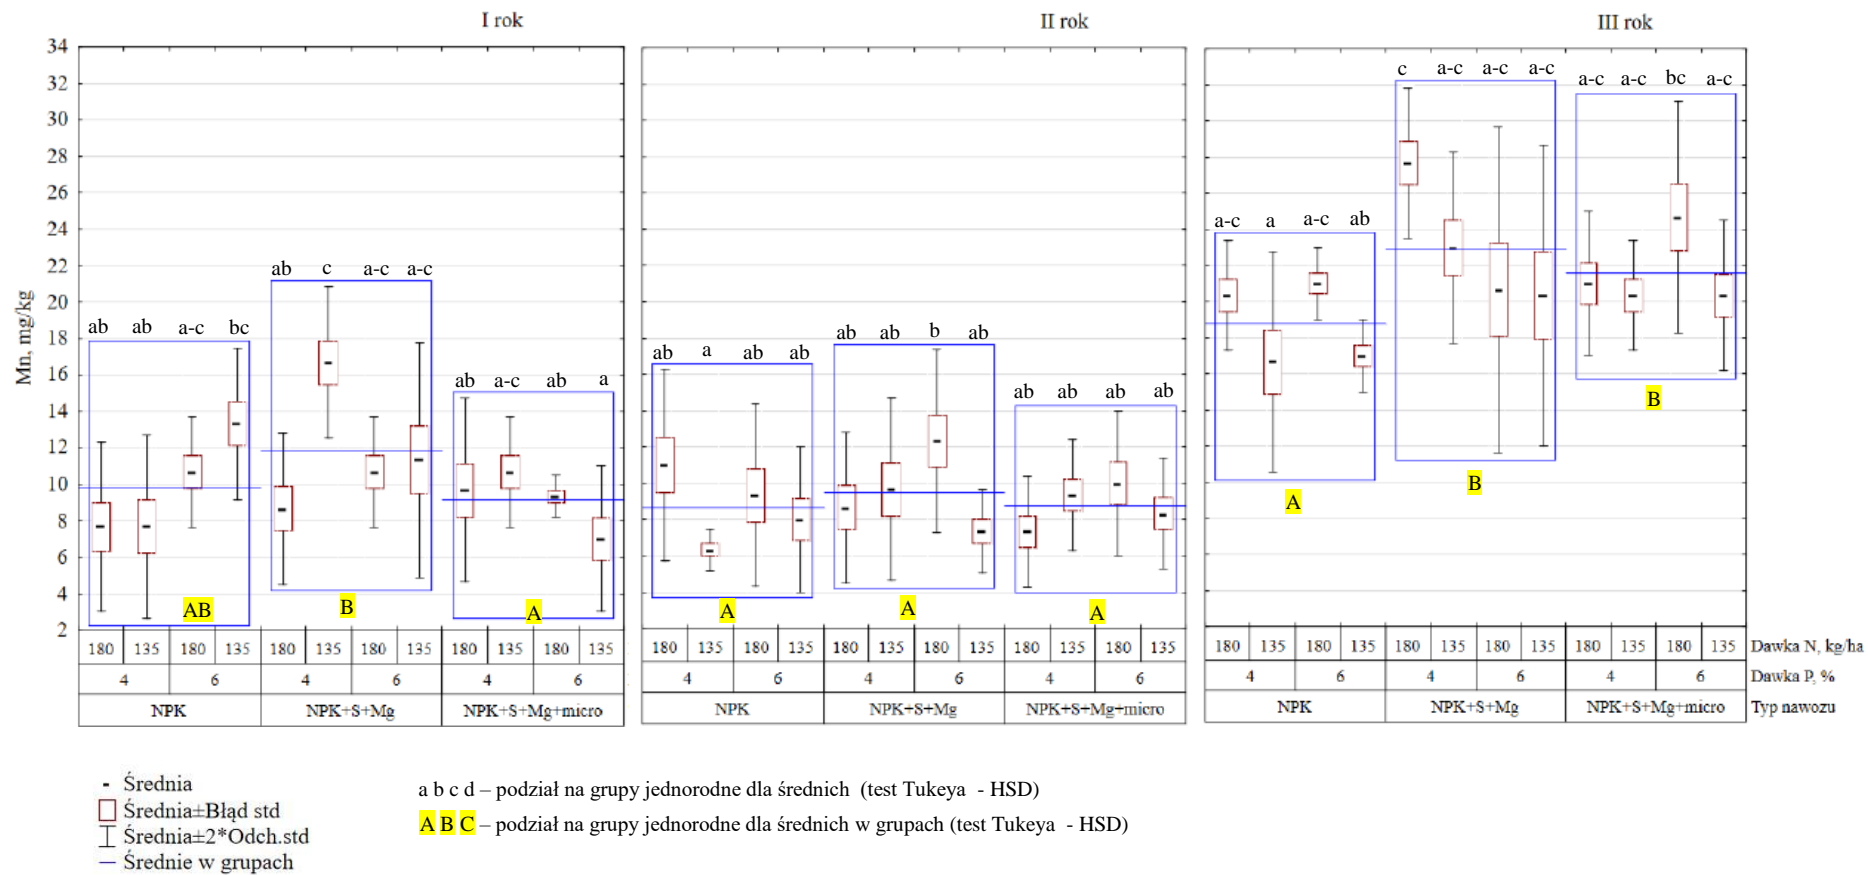 I rok II rok III rok
c a-c a-c a-c a-c a-c bc a-c
34
32
30
28
26
24
22
20
18
16
14
12
10
8
6
4
2
Mn, mg/kg
a-c a a-c ab
ab c a-c a-c
ab ab a-c bc
ab ab b ab
ab a ab ab
ab a-c ab a
ab ab ab ab
AB B A
A A A
A B B
180 135 180 135 180 135 180 135 180 135 180 135
4 6 4 6 4 6
NPK NPK+S+Mg NPK+S+Mg+micro
180 135 180 135 180 135 180 135 180 135 180 135
4 6 4 6 4 6
NPK NPK+S+Mg NPK+S+Mg+micro
180 135 180 135 180 135 180 135 180 135 180 135 Dawka N, kg/ha
4 6 4 6 4 6 Dawka P, %
NPK NPK+S+Mg NPK+S+Mg+micro Typ nawozu
Średnia
Średnia±Błąd std
Średnia±2*Odch.std
Średnie w grupach
a b c d – podział na grupy jednorodne dla średnich (test Tukeya - HSD)
A B C – podział na grupy jednorodne dla średnich w grupach (test Tukeya - HSD)